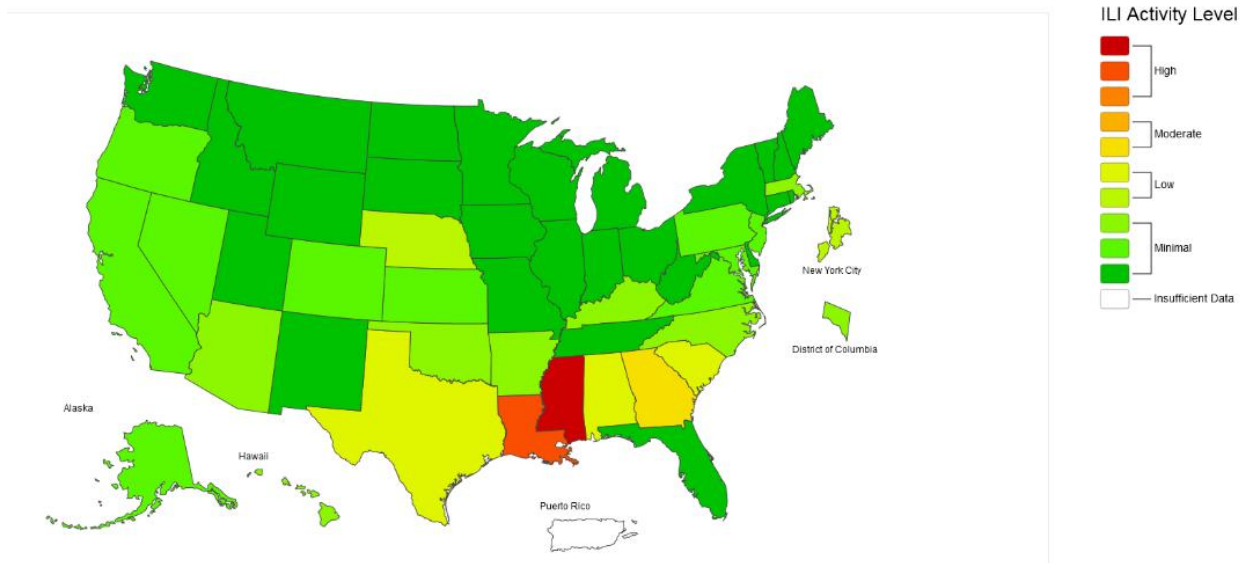 ILI Activity Level
High
Moderate
Low
Minimal
Insufficient Data
New York City
District of Columbia
Alaska
Hawaii
Puerto Rico